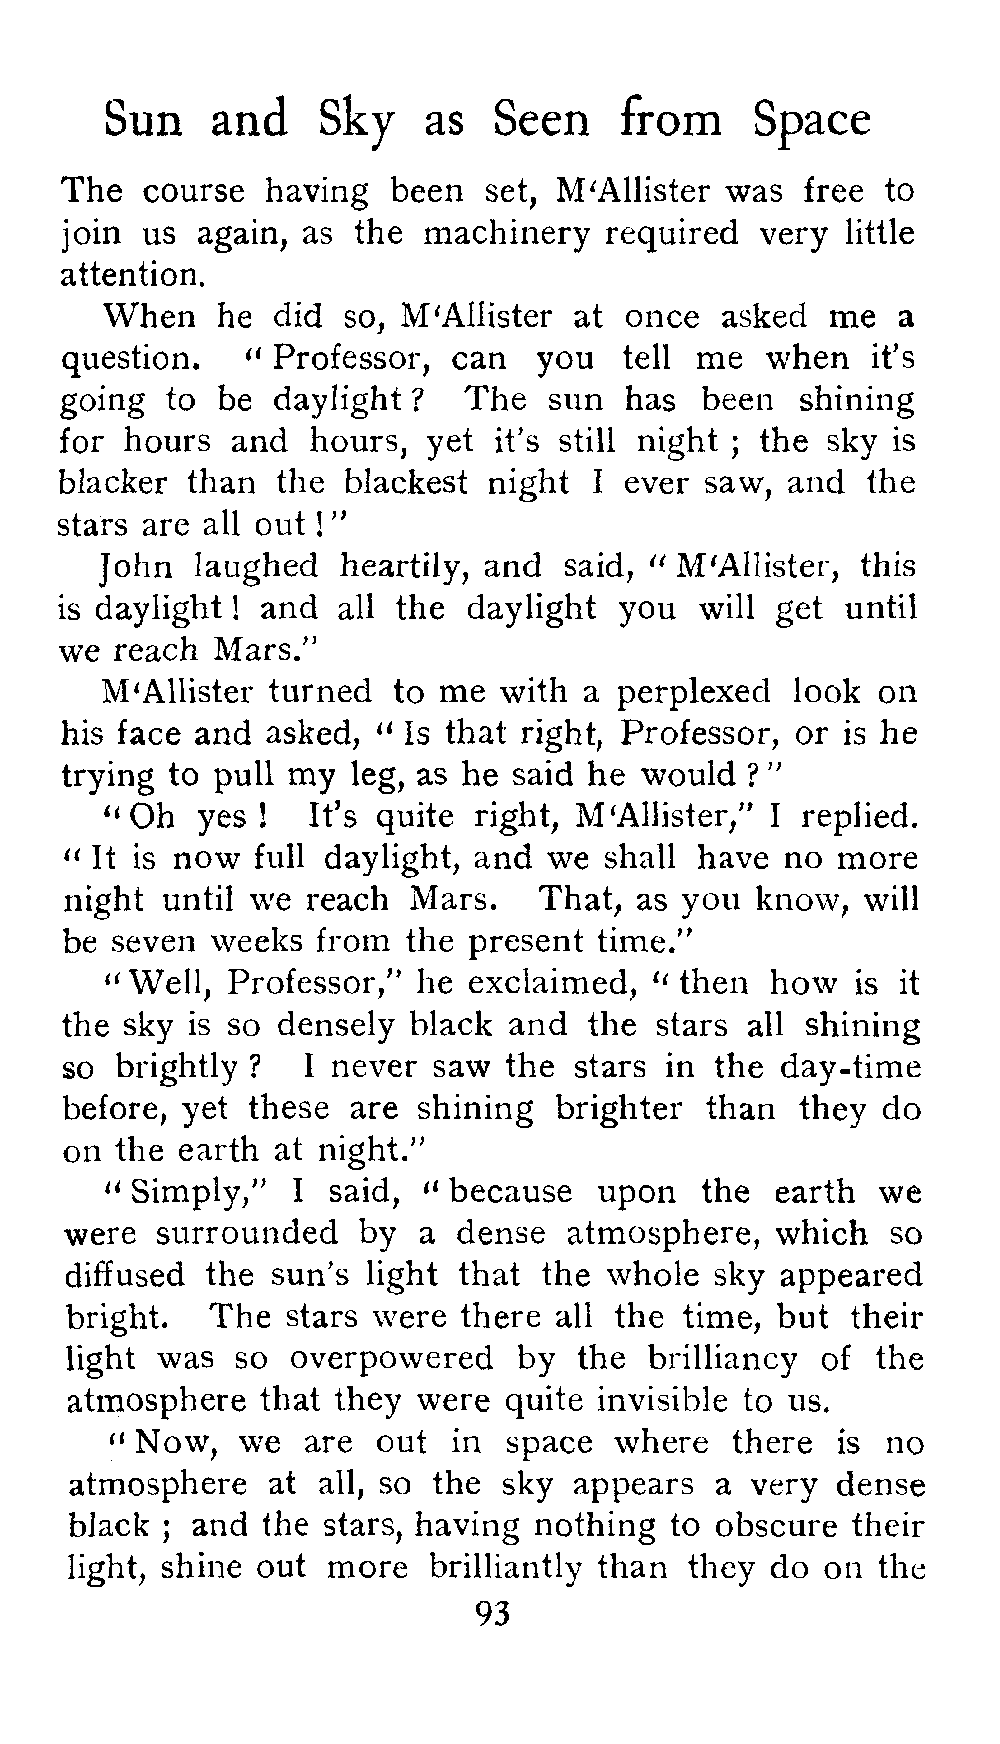 Sun and Sky as Seen from Space
The course having been set, M‘Allister was free to
join us again, as the machinery required very little
attention.
When he did so, M‘Allister at once asked me a
question. “ Professor, can you tell me when it’s
going to be daylight ? The sun has been shining
for hours and hours, yet it’s still night ; the sky is
blacker than the blackest night I ever saw, and the
stars are all out ! ”
John laughed heartily, and said, “ M‘Allister, this
is daylight ! and all the daylight you will get until
we reach Mars.”
M‘Allister turned to me with a perplexed look on
his face and asked, “ Is that right, Professor, or is he
trying to pull my leg, as he said he would ? ”
“ Oh yes ! It’s quite right, M‘Allister,” I replied.
“ It is now full daylight, and we shall have no more
night until we reach Mars. That, as you know, will
be seven weeks from the present time.”
“ Well, Professor,” he exclaimed, “ then how is it
the sky is so densely black and the stars all shining
so brightly ? I never saw the stars in the day-time
before, yet these are shining brighter than they do
on the earth at night.”
“ Simply,” I said, “ because upon the earth we
were surrounded by a dense atmosphere, which so
diffused the sun’s light that the whole sky appeared
bright. The stars were there all the time, but their
light was so overpowered by the brilliancy of the
atmosphere that they were quite invisible to us.
“ Now, we are out in space where there is no
atmosphere at all, so the sky appears a very dense
black ; and the stars, having nothing to obscure their
light, shine out more brilliantly than they do on the
93